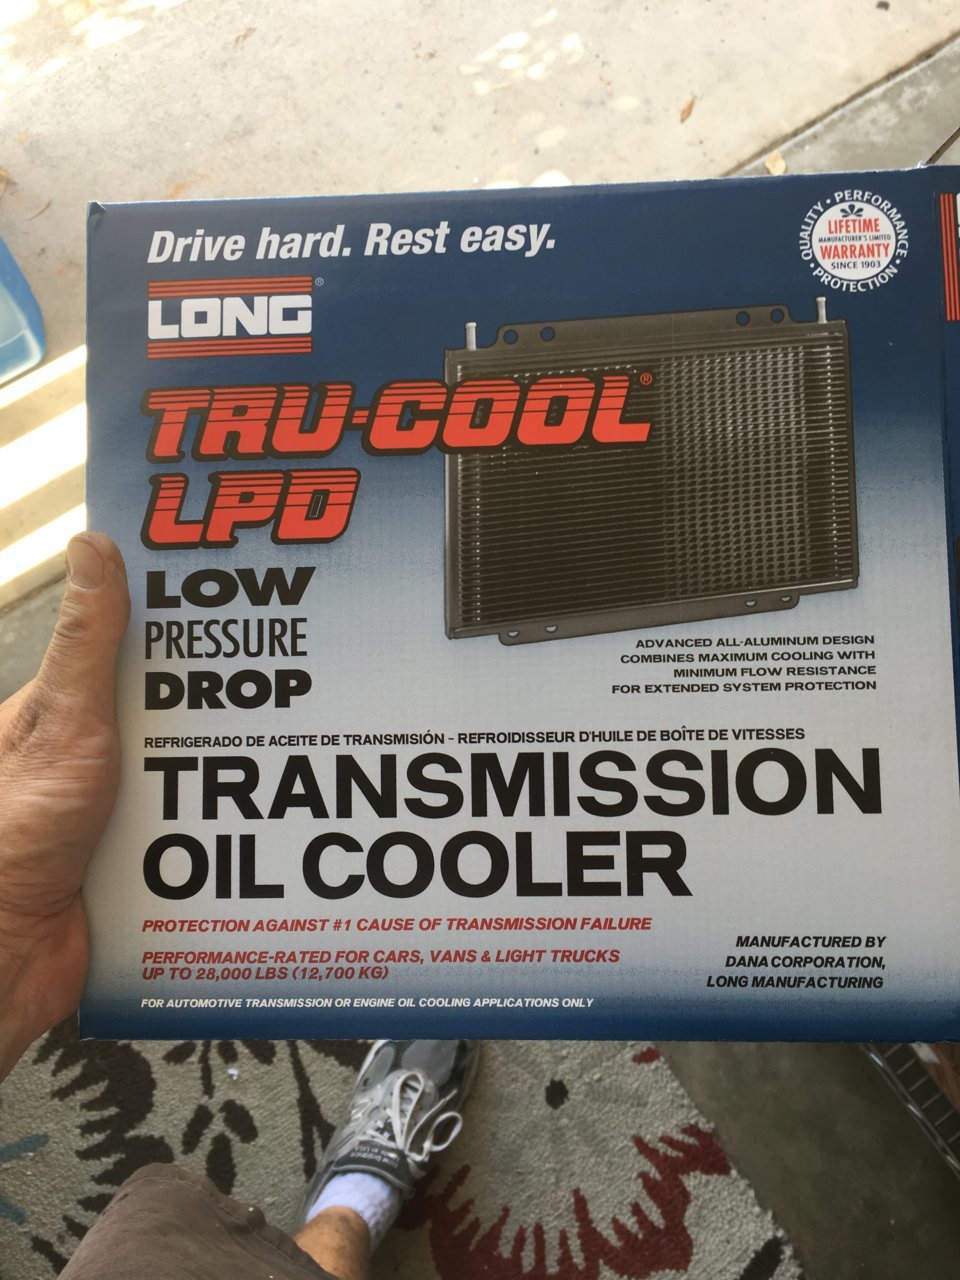 Drive hard. Rest easy.
LONG®
QUALITY • PERFORMANCE • PROTECTION •
LIFETIME
MANUFACTURER'S LIMITED
WARRANTY
SINCE 1903
TRU-COOL®
LPD
LOW
PRESSURE
DROP
ADVANCED ALL-ALUMINUM DESIGN
COMBINES MAXIMUM COOLING WITH
MINIMUM FLOW RESISTANCE
FOR EXTENDED SYSTEM PROTECTION
REFRIGERADO DE ACEITE DE TRANSMISIÓN – REFROIDISSEUR D'HUILE DE BOÎTE DE VITESSES
TRANSMISSION
OIL COOLER
PROTECTION AGAINST #1 CAUSE OF TRANSMISSION FAILURE
PERFORMANCE-RATED FOR CARS, VANS & LIGHT TRUCKS
UP TO 28,000 LBS (12,700 KG)
FOR AUTOMOTIVE TRANSMISSION OR ENGINE OIL COOLING APPLICATIONS ONLY
MANUFACTURED BY
DANA CORPORATION,
LONG MANUFACTURING